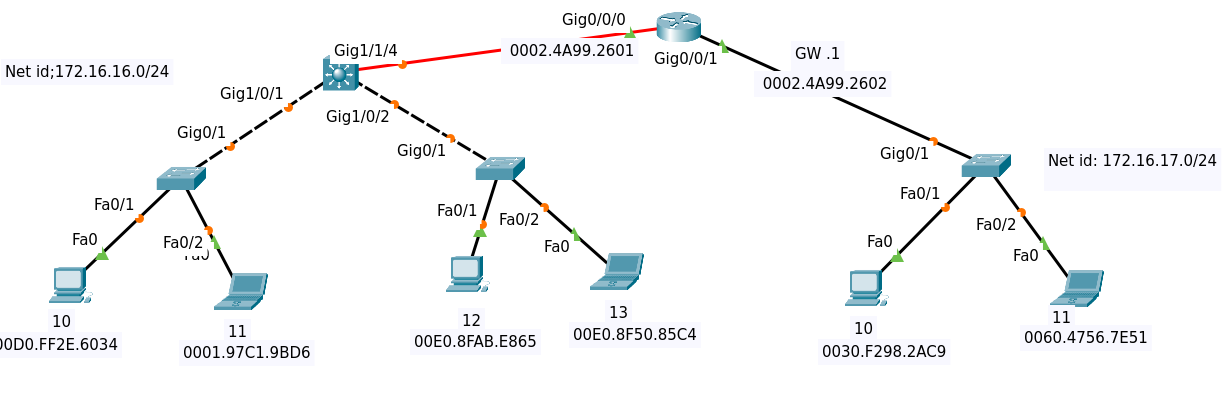 Gig0/0/0
Gig1/1/4
0002.4A99.2601
Gig0/0/1
GW .1
Net id;172.16.16.0/24
0002.4A99.2602
Gig1/0/1
Gig1/0/2
Gig0/1
Gig0/1
Gig0/1
Net id: 172.16.17.0/24
Fa0/1
Fa0/1
Fa0/2
Fa0/1
Fa0/2
Fa0
Fa0/2
Fa0
Fa0
Fa0
Fa0
10
11
12
13
10
11
00D0.FF2E.6034
0001.97C1.9BD6
00E0.8FAB.E865
00E0.8F50.85C4
0030.F298.2AC9
0060.4756.7E51